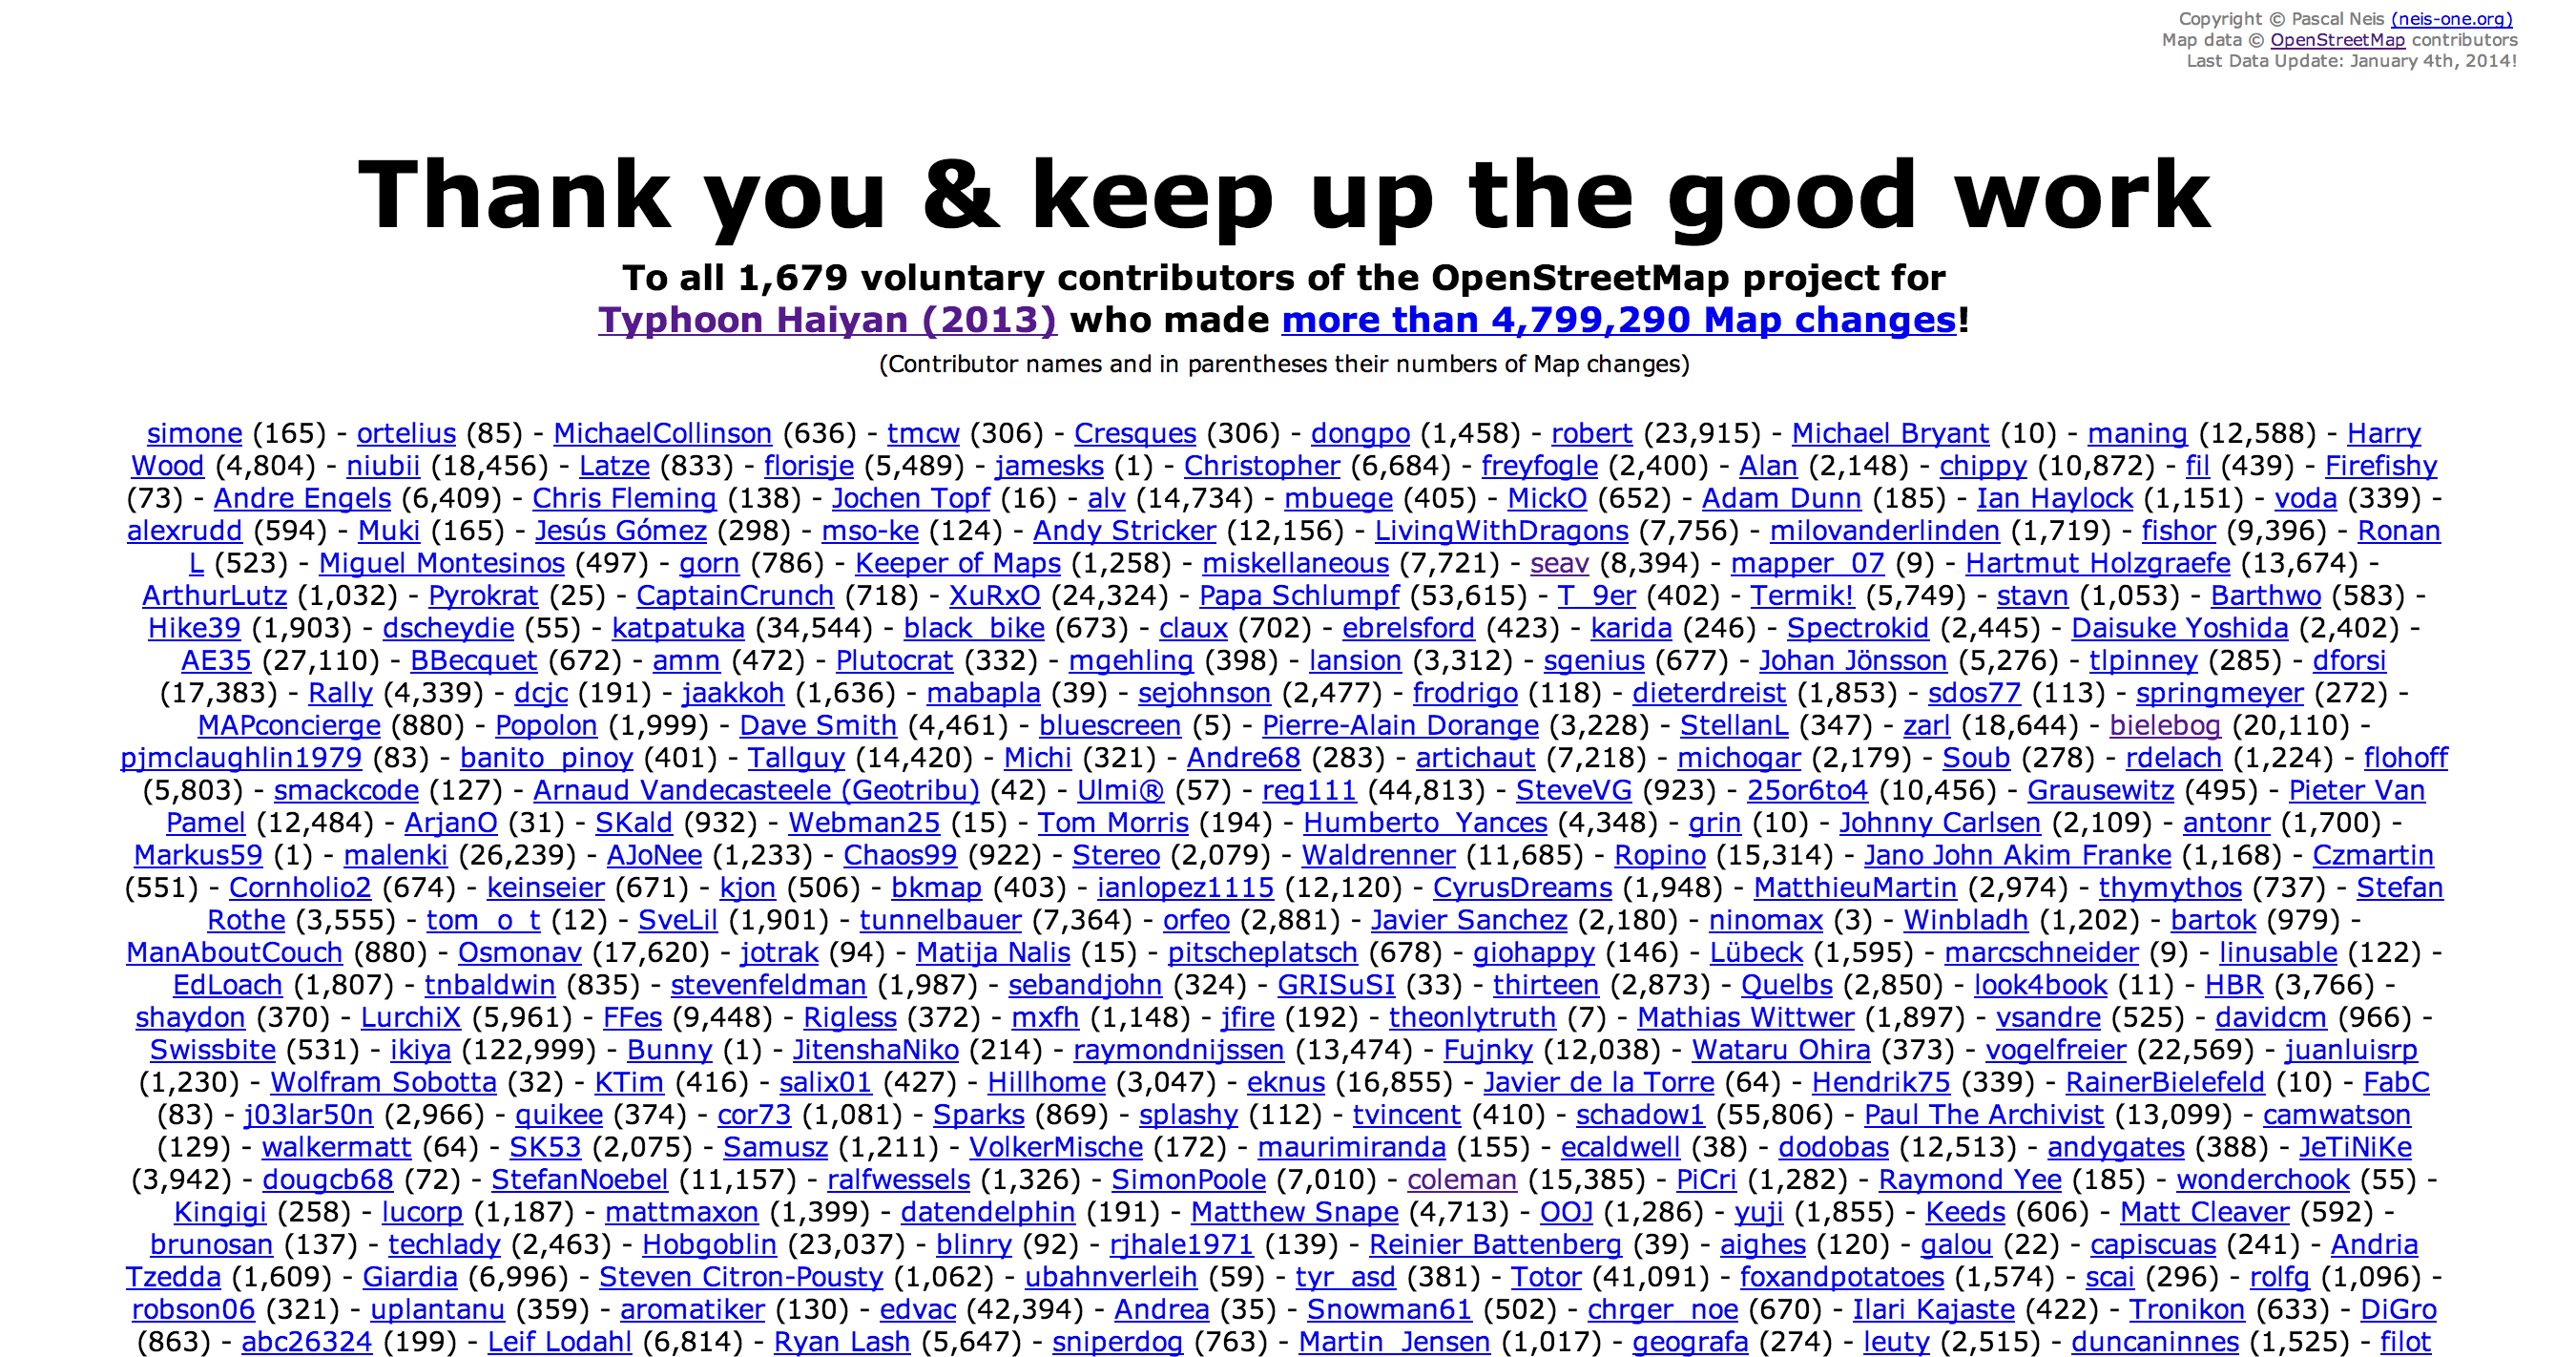 Copyright © Pascal Neis (neis-one.org)
Map data © OpenStreetMap contributors
Last Data Update: January 4th, 2014!
Thank you & keep up the good work
To all 1,679 voluntary contributors of the OpenStreetMap project for
Typhoon Haiyan (2013) who made more than 4,799,290 Map changes!
(Contributor names and in parentheses their numbers of Map changes)
simone (165) - ortelius (85) - MichaelCollinson (636) - tmcw (306) - Cresques (306) - dongpo (1,458) - robert (23,915) - Michael Bryant (10) - maning (12,588) - Harry
Wood (4,804) - niubii (18,456) - Latze (833) - florisje (5,489) - jamesks (1) - Christopher (6,684) - freyfogle (2,400) - Alan (2,148) - chippy (10,872) - fil (439) - Firefishy
(73) - Andre Engels (6,409) - Chris Fleming (138) - Jochen Topf (16) - alv (14,734) - mbuege (405) - MickO (652) - Adam Dunn (185) - Ian Haylock (1,151) - voda (339) -
alexrudd (594) - Muki (165) - Jesús Gómez (298) - mso-ke (124) - Andy Stricker (12,156) - LivingWithDragons (7,756) - milovanderlinden (1,719) - fishor (9,396) - Ronan
L (523) - Miguel Montesinos (497) - gorn (786) - Keeper of Maps (1,258) - miskellaneous (7,721) - seav (8,394) - mapper_07 (9) - Hartmut Holzgraefe (13,674) -
ArthurLutz (1,032) - Pyrokrat (25) - CaptainCrunch (718) - XuRxO (24,324) - Papa Schlumpf (53,615) - T_9er (402) - Termik! (5,749) - stavn (1,053) - Barthwo (583) -
Hike39 (1,903) - dscheydie (55) - katpatuka (34,544) - black_bike (673) - claux (702) - ebrelsford (423) - karida (246) - Spectrokid (2,445) - Daisuke Yoshida (2,402) -
AE35 (27,110) - BBecquet (672) - amm (472) - Plutocrat (332) - mgehling (398) - lansion (3,312) - sgenius (677) - Johan Jönsson (5,276) - tlpinney (285) - dforsi
(17,383) - Rally (4,339) - dcjc (191) - jaakkoh (1,636) - mabapla (39) - sejohnson (2,477) - frodrigo (118) - dieterdreist (1,853) - sdos77 (113) - springmeyer (272) -
MAPconcierge (880) - Popolon (1,999) - Dave Smith (4,461) - bluescreen (5) - Pierre-Alain Dorange (3,228) - StellanL (347) - zarl (18,644) - bielebog (20,110) -
pjmclaughlin1979 (83) - banito_pinoy (401) - Tallguy (14,420) - Michi (321) - Andre68 (283) - artichaut (7,218) - michogar (2,179) - Soub (278) - rdelach (1,224) - flohoff
(5,803) - smackcode (127) - Arnaud Vandecasteele (Geotribu) (42) - Ulmi® (57) - reg111 (44,813) - SteveVG (923) - 25or6to4 (10,456) - Grausewitz (495) - Pieter Van
Pamel (12,484) - ArjanO (31) - SKald (932) - Webman25 (15) - Tom Morris (194) - Humberto_Yances (4,348) - grin (10) - Johnny Carlsen (2,109) - antonr (1,700) -
Markus59 (1) - malenki (26,239) - AJoNee (1,233) - Chaos99 (922) - Stereo (2,079) - Waldrenner (11,685) - Ropino (15,314) - Jano John Akim Franke (1,168) - Czmartin
(551) - Cornholio2 (674) - keinseier (671) - kjon (506) - bkmap (403) - ianlopez1115 (12,120) - CyrusDreams (1,948) - MatthieuMartin (2,974) - thymythos (737) - Stefan
Rothe (3,555) - tom_o_t (12) - SveLil (1,901) - tunnelbauer (7,364) - orfeo (2,881) - Javier Sanchez (2,180) - ninomax (3) - Winbladh (1,202) - bartok (979) -
ManAboutCouch (880) - Osmonav (17,620) - jotrak (94) - Matija Nalis (15) - pitscheplatsch (678) - giohappy (146) - Lübeck (1,595) - marcschneider (9) - linusable (122) -
EdLoach (1,807) - tnbaldwin (835) - stevenfeldman (1,987) - sebandjohn (324) - GRISuSI (33) - thirteen (2,873) - Quelbs (2,850) - look4book (11) - HBR (3,766) -
shaydon (370) - LurchiX (5,961) - FFes (9,448) - Rigless (372) - mxfh (1,148) - jfire (192) - theonlytruth (7) - Mathias Wittwer (1,897) - vsandre (525) - davidcm (966) -
Swissbite (531) - ikiya (122,999) - Bunny (1) - JitenshaNiko (214) - raymondnijssen (13,474) - Fujnky (12,038) - Wataru Ohira (373) - vogelfreier (22,569) - juanluisrp
(1,230) - Wolfram Sobotta (32) - KTim (416) - salix01 (427) - Hillhome (3,047) - eknus (16,855) - Javier de la Torre (64) - Hendrik75 (339) - RainerBielefeld (10) - FabC
(83) - j03lar50n (2,966) - quikee (374) - cor73 (1,081) - Sparks (869) - splashy (112) - tvincent (410) - schadow1 (55,806) - Paul The Archivist (13,099) - camwatson
(129) - walkermatt (64) - SK53 (2,075) - Samusz (1,211) - VolkerMische (172) - maurimiranda (155) - ecaldwell (38) - dodobas (12,513) - andygates (388) - JeTiNiKe
(3,942) - dougcb68 (72) - StefanNoebel (11,157) - ralfwessels (1,326) - SimonPoole (7,010) - coleman (15,385) - PiCri (1,282) - Raymond Yee (185) - wonderchook (55) -
Kingigi (258) - lucorp (1,187) - mattmaxon (1,399) - datendelphin (191) - Matthew Snape (4,713) - OOJ (1,286) - yuji (1,855) - Keeds (606) - Matt Cleaver (592) -
brunosan (137) - techlady (2,463) - Hobgoblin (23,037) - blinry (92) - rjhale1971 (139) - Reinier Battenberg (39) - aighes (120) - galou (22) - capiscuas (241) - Andria
Tzedda (1,609) - Giardia (6,996) - Steven Citron-Pousty (1,062) - ubahnverleih (59) - tyr_asd (381) - Totor (41,091) - foxandpotatoes (1,574) - scai (296) - rolfg (1,096) -
robson06 (321) - uplantanu (359) - aromatiker (130) - edvac (42,394) - Andrea (35) - Snowman61 (502) - chrger_noe (670) - Ilari Kajaste (422) - Tronikon (633) - DiGro
(863) - abc26324 (199) - Leif Lodahl (6,814) - Ryan Lash (5,647) - sniperdog (763) - Martin_Jensen (1,017) - geografa (274) - leuty (2,515) - duncaninnes (1,525) - filot